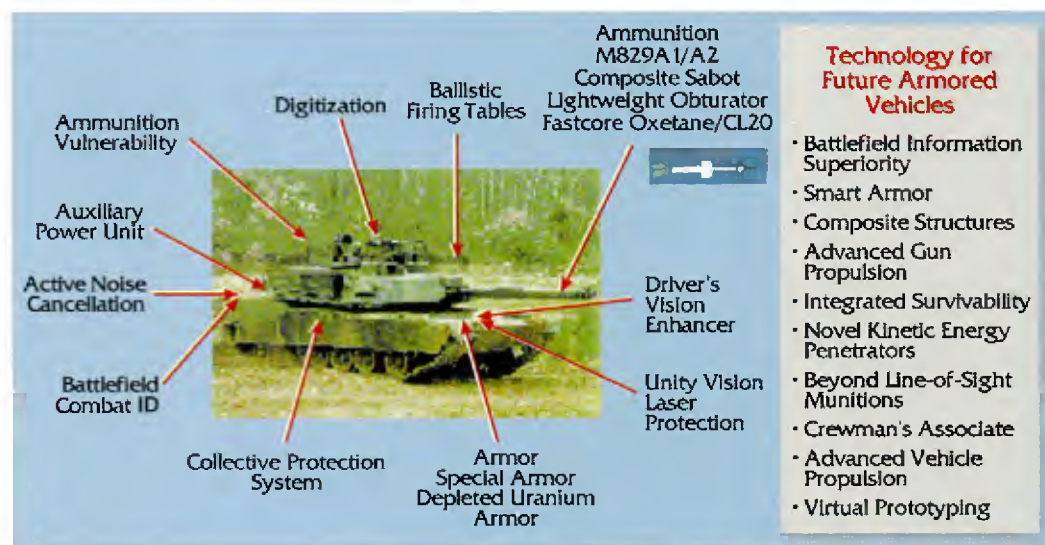 Ammunition
M829A1/A2
Composite Sabot
Lightweight Obturator
Fastcore Oxetane/CL20
Ballistic
Firing Tables
Digitization
Ammunition
Vulnerability
Auxiliary
Power Unit
Active Noise
Cancellation
Battlefield
Combat ID
Collective Protection
System
Armor
Special Armor
Depleted Uranium
Armor
Driver's
Vision
Enhancer
Unity Vision
Laser
Protection
Technology for
Future Armored
Vehicles
· Battlefield Information
Superiority
· Smart Armor
· Composite Structures
· Advanced Gun
Propulsion
· Integrated Survivability
· Novel Kinetic Energy
Penetrators
· Beyond Line-of-Sight
Munitions
· Crewman's Associate
· Advanced Vehicle
Propulsion
· Virtual Prototyping